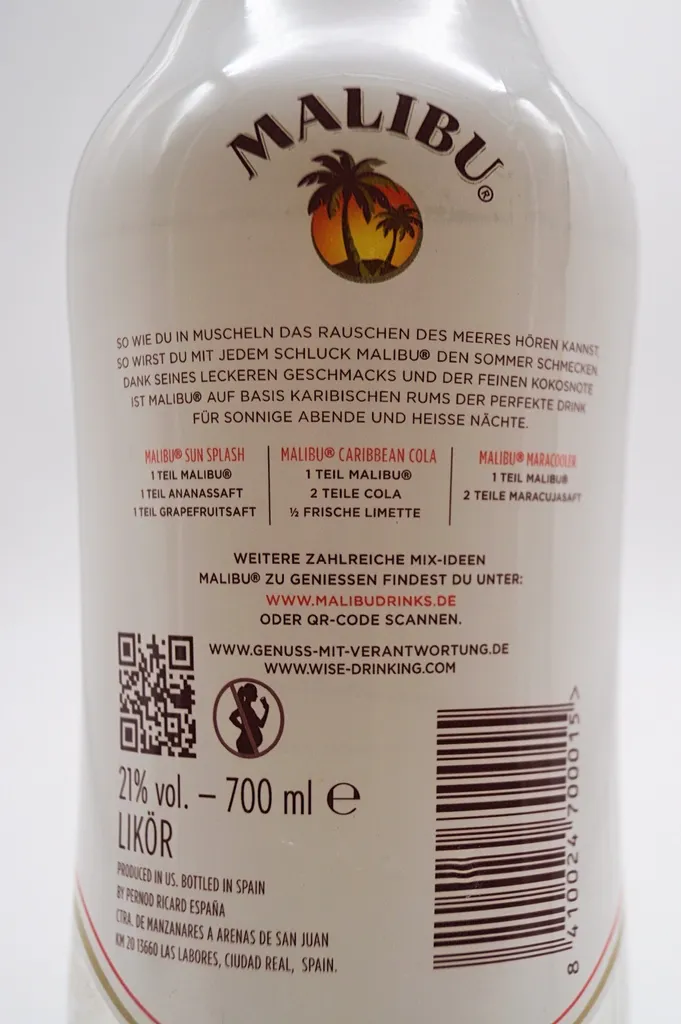 MALIBU®
SO WIE DU IN MUSCHELN DAS RAUSCHEN DES MEERES HÖREN KANNST,
SO WIRST DU MIT JEDEM SCHLUCK MALIBU® DEN SOMMER SCHMECKEN.
DANK SEINES LECKEREN GESCHMACKS UND DER FEINEN KOKOSNOTE
IST MALIBU® AUF BASIS KARIBISCHEN RUMS DER PERFEKTE DRINK
FÜR SONNIGE ABENDE UND HEISSE NÄCHTE.
MALIBU® SUN SPLASH
1 TEIL MALIBU®
1 TEIL ANANASSAFT
1 TEIL GRAPEFRUITSAFT
MALIBU® CARIBBEAN COLA
1 TEIL MALIBU®
2 TEILE COLA
½ FRISCHE LIMETTE
MALIBU® MARACOOLER
1 TEIL MALIBU®
2 TEILE MARACUJASAFT
WEITERE ZAHLREICHE MIX-IDEEN
MALIBU® ZU GENIESSEN FINDEST DU UNTER:
WWW.MALIBUDRINKS.DE
ODER QR-CODE SCANNEN.
WWW.GENUSS-MIT-VERANTWORTUNG.DE
WWW.WISE-DRINKING.COM
21% vol. – 700 ml ℮
LIKÖR
PRODUCED IN US. BOTTLED IN SPAIN
BY PERNOD RICARD ESPAÑA
CTRA. DE MANZANARES A ARENAS DE SAN JUAN
KM 20 13660 LAS LABORES, CIUDAD REAL, SPAIN.
8 410024 700015 >